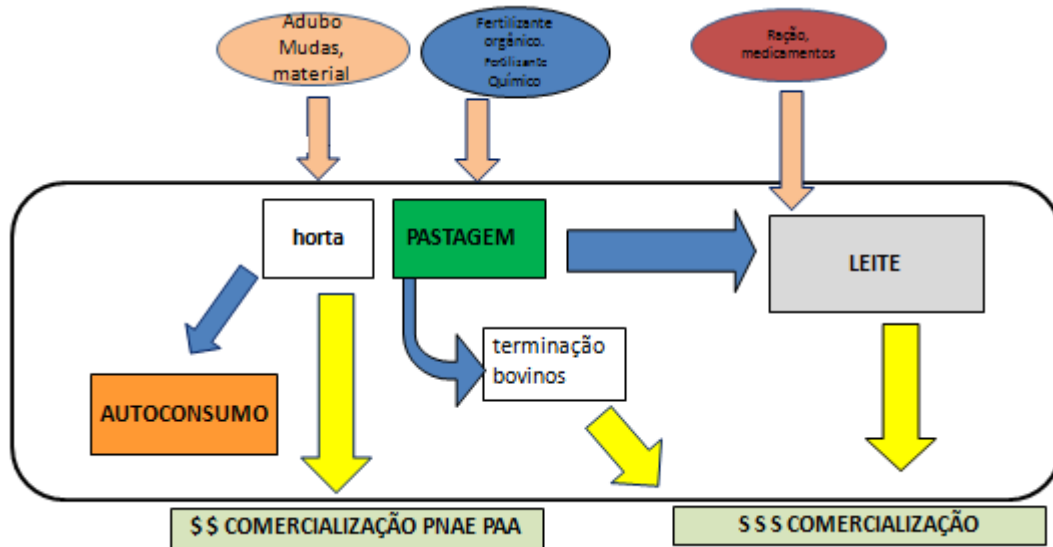 Adubo
Mudas,
material
Fertilizante
orgânico.
Fertilizante
Químico
Ração,
medicamentos
horta
PASTAGEM
LEITE
terminação
bovinos
AUTOCONSUMO
$ $ COMERCIALIZAÇÃO PNAE PAA
S S S COMERCIALIZAÇÃO